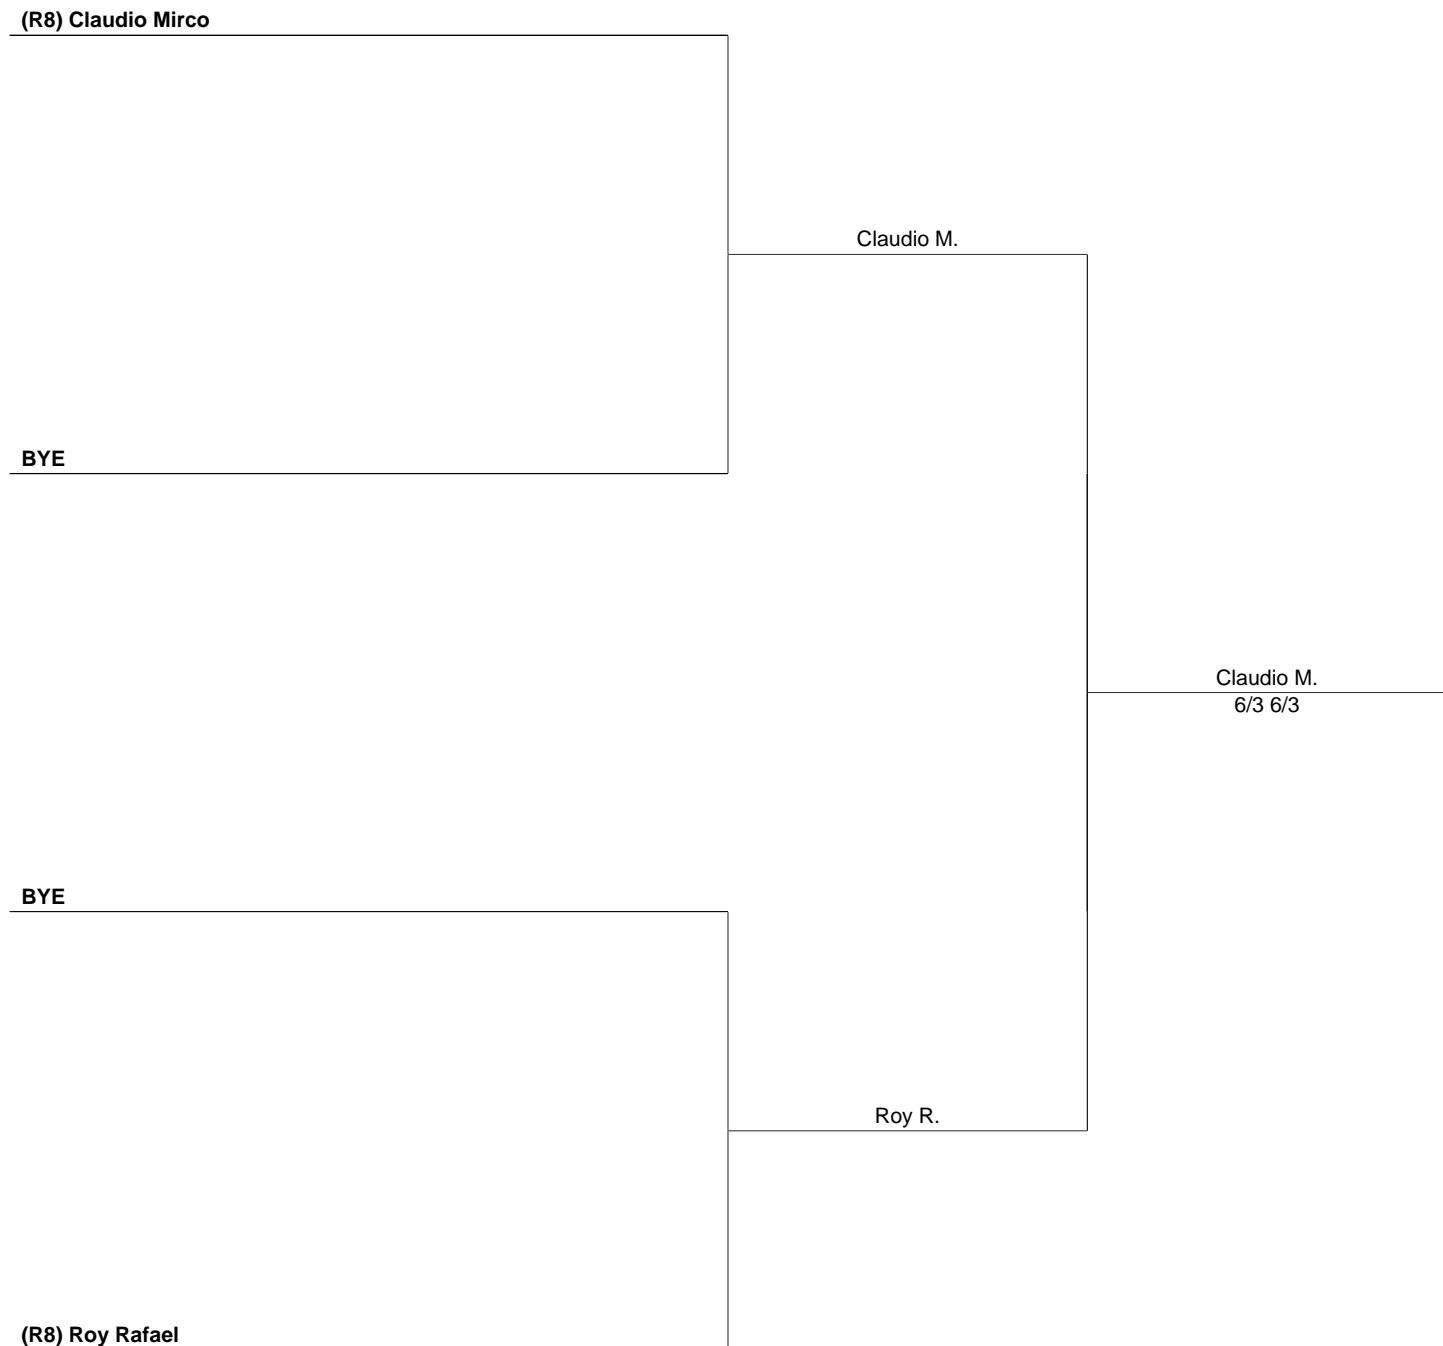 (R8) Claudio Mirco
Claudio M.
BYE
Claudio M.
6/3 6/3
BYE
Roy R.
(R8) Roy Rafael